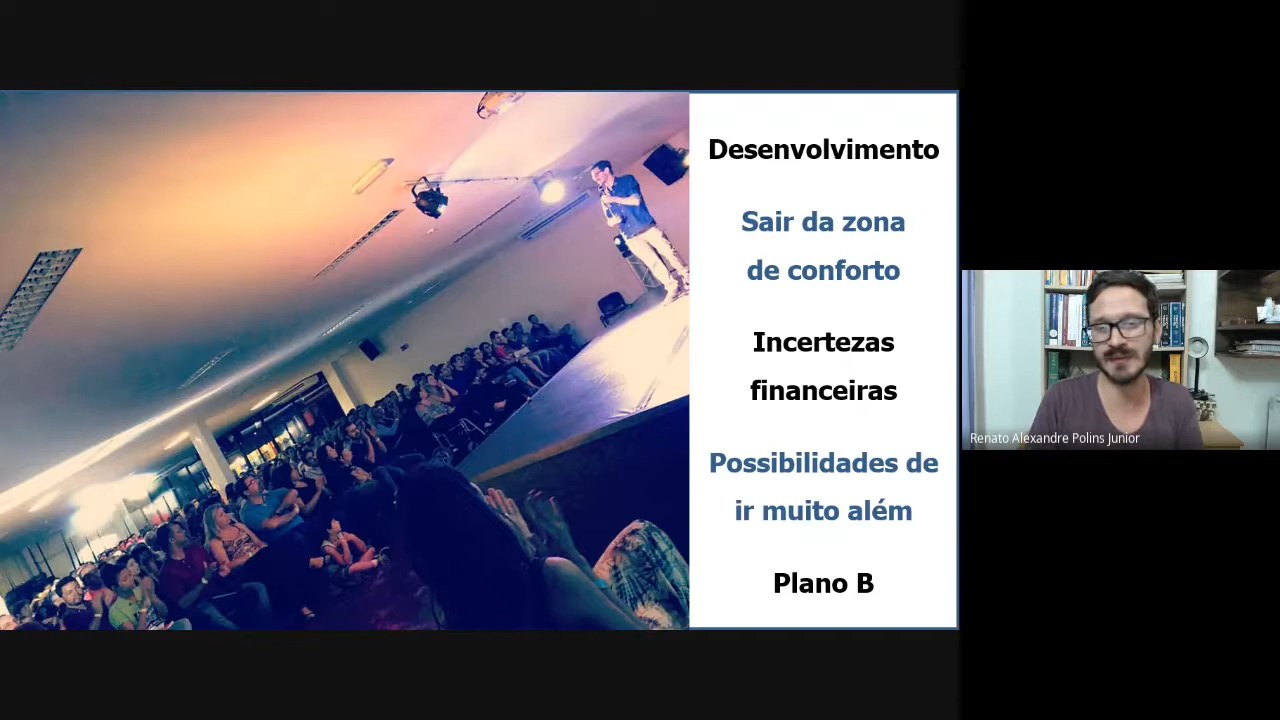 Desenvolvimento
Sair da zona
de conforto
Incertezas
financeiras
Possibilidades de
ir muito além
Plano B
Renato Alexandre Polins Junior